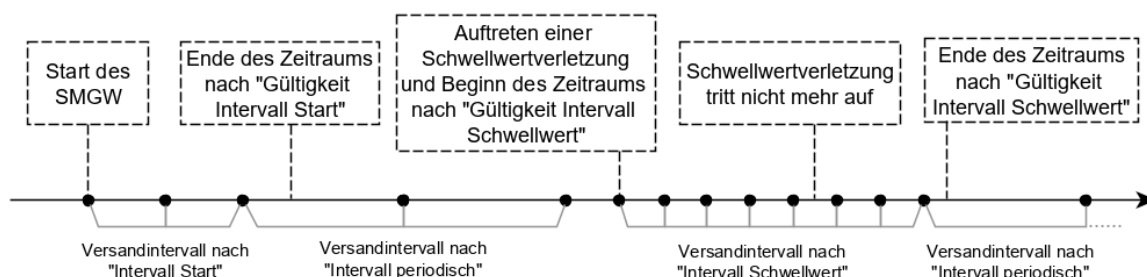 Start des
SMGW
Ende des Zeitraums
nach "Gültigkeit
Intervall Start"
Auftreten einer
Schwellwertverletzung
und Beginn des Zeitraums
nach "Gültigkeit Intervall
Schwellwert"
Schwellwertverletzung
tritt nicht mehr auf
Ende des Zeitraums
nach "Gültigkeit
Intervall Schwellwert"
Versandintervall nach
"Intervall Start"
Versandintervall nach
"Intervall periodisch"
Versandintervall nach
"Intervall Schwellwert"
Versandintervall nach
"Intervall periodisch"